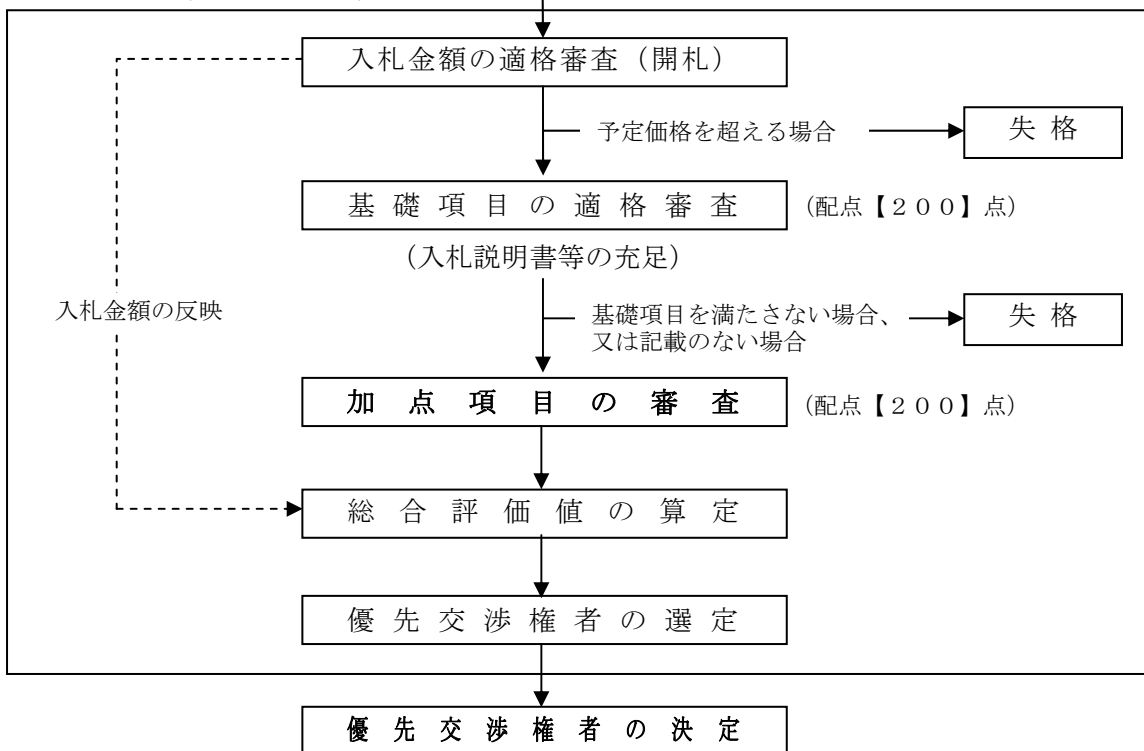 入札金額の適格審査（開札）
予定価格を超える場合
失格
基礎項目の適格審査
（配点【２００】点）
（入札説明書等の充足）
入札金額の反映
基礎項目を満たさない場合、
又は記載のない場合
失格
加点項目の審査
（配点【２００】点）
総合評価値の算定
優先交渉権者の選定
優先交渉権者の決定